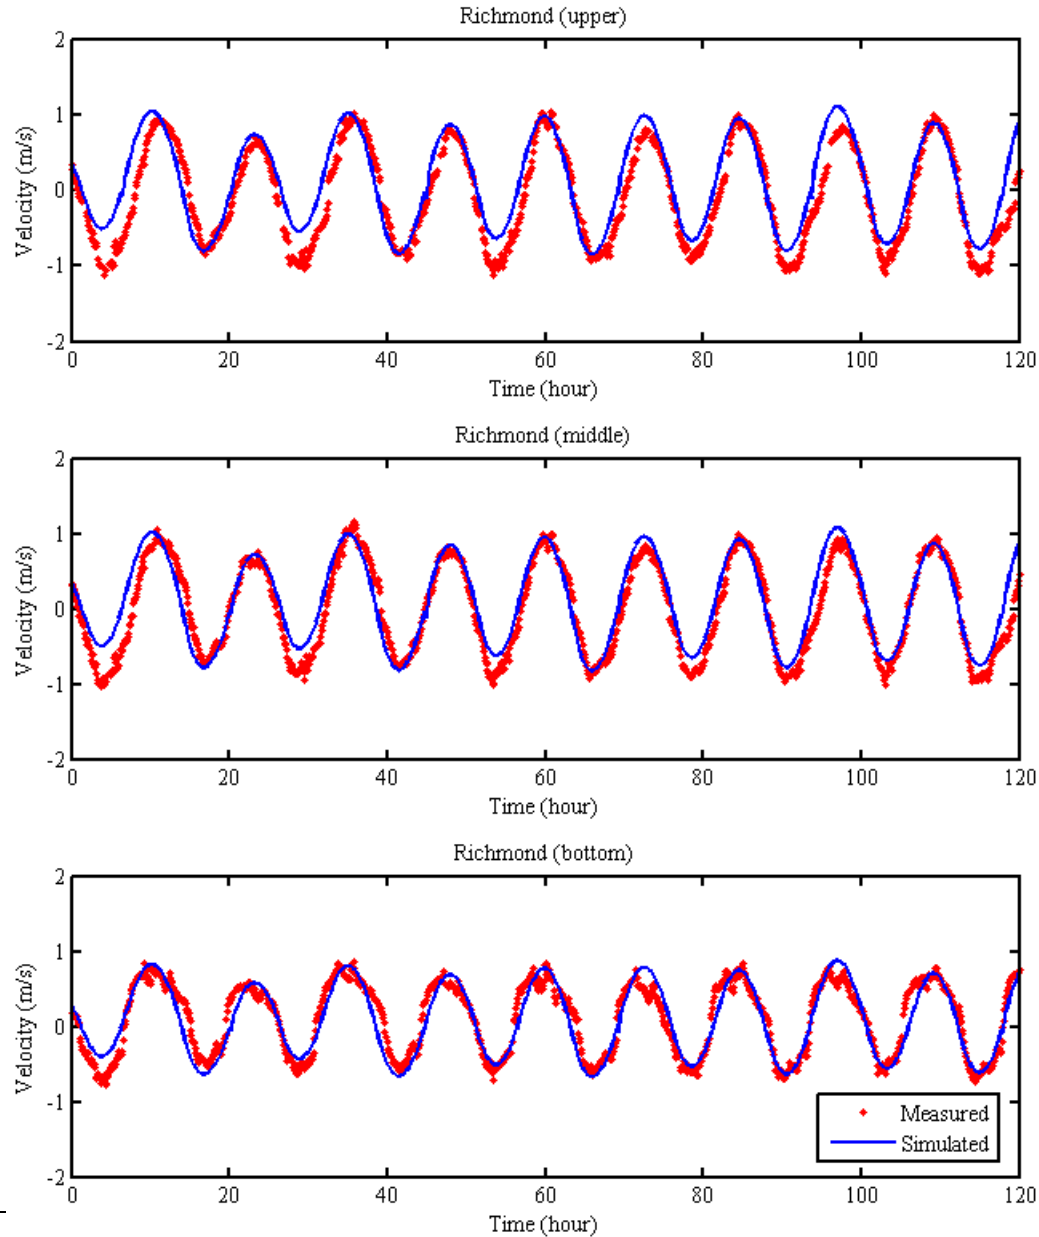 Richmond (upper)
2
1
0
-1
-2
Velocity (m/s)
0 20 40 60 80 100 120
Time (hour)
Richmond (middle)
2
1
0
-1
-2
Velocity (m/s)
0 20 40 60 80 100 120
Time (hour)
Richmond (bottom)
2
1
0
-1
-2
Velocity (m/s)
Measured
Simulated
0 20 40 60 80 100 120
Time (hour)